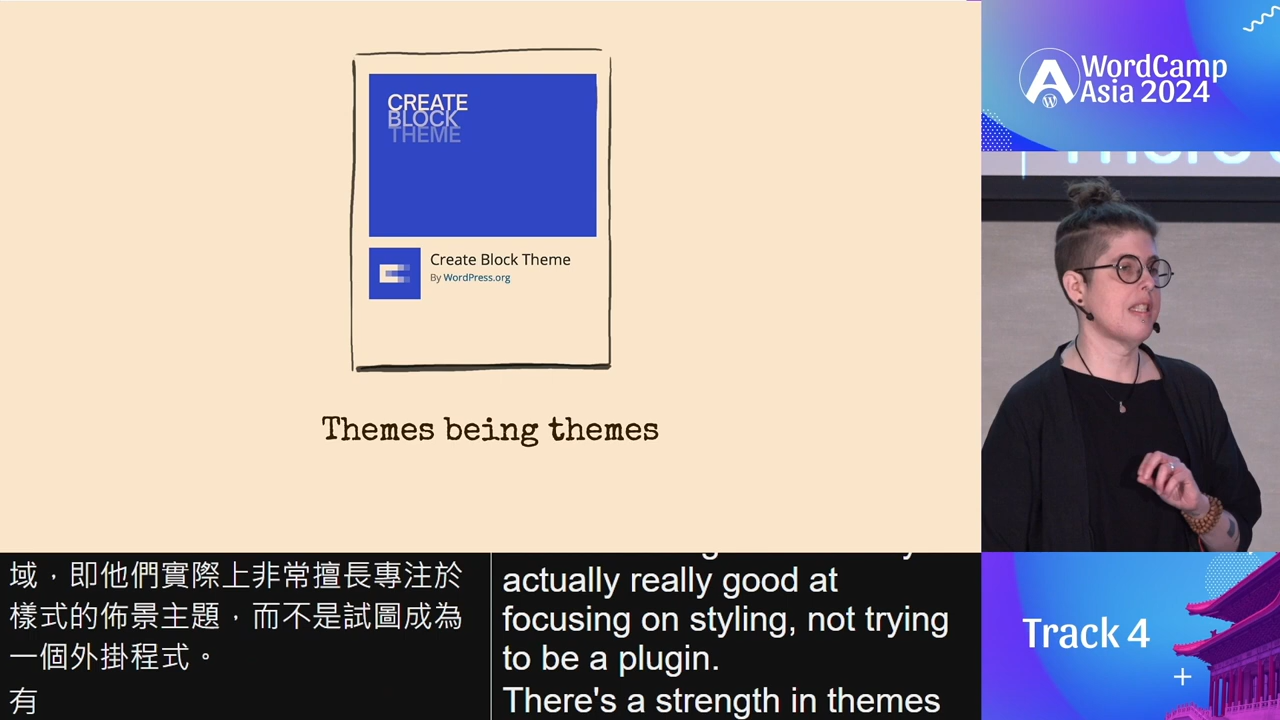 CREATE
BLOCK
THEME
Create Block Theme
By WordPress.org
Themes being themes
WordCamp
Asia 2024
域，即他們實際上非常擅長專注於
樣式的佈景主題，而不是試圖成為
一個外掛程式。
有
actually really good at
focusing on styling, not trying
to be a plugin.
There's a strength in themes
Track 4